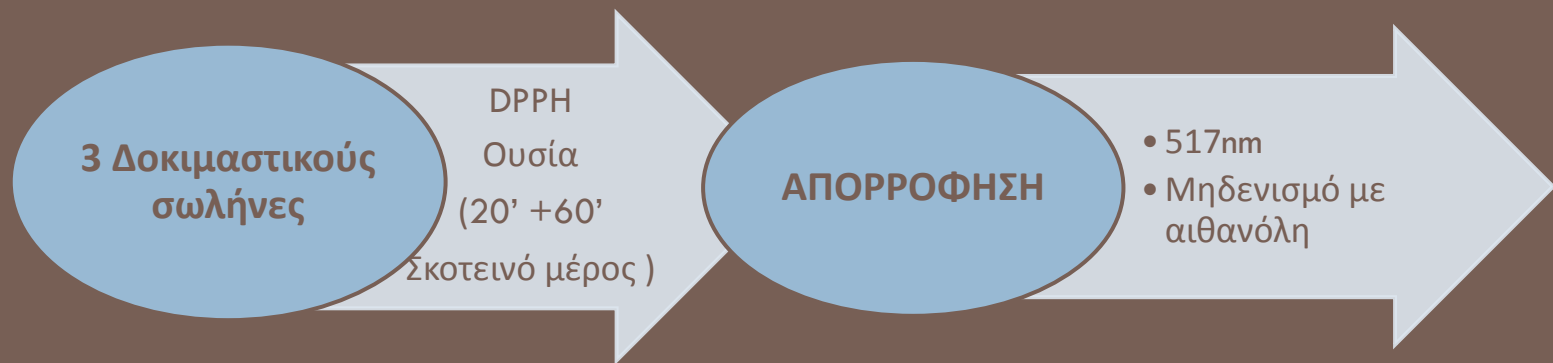 3 Δοκιμαστικούς
σωλήνες
DPPH
Ουσία
(20’ +60’
Σκοτεινό μέρος )
ΑΠΟΡΡΟΦΗΣΗ
• 517nm
• Μηδενισμό με
αιθανόλη